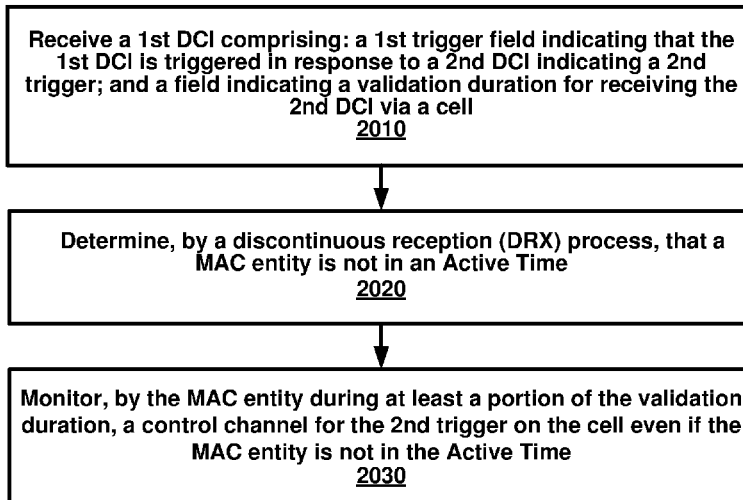 Receive a 1st DCI comprising: a 1st trigger field indicating that the
1st DCI is triggered in response to a 2nd DCI indicating a 2nd
trigger; and a field indicating a validation duration for receiving the
2nd DCI via a cell
2010
Determine, by a discontinuous reception (DRX) process, that a
MAC entity is not in an Active Time
2020
Monitor, by the MAC entity during at least a portion of the validation
duration, a control channel for the 2nd trigger on the cell even if the
MAC entity is not in the Active Time
2030